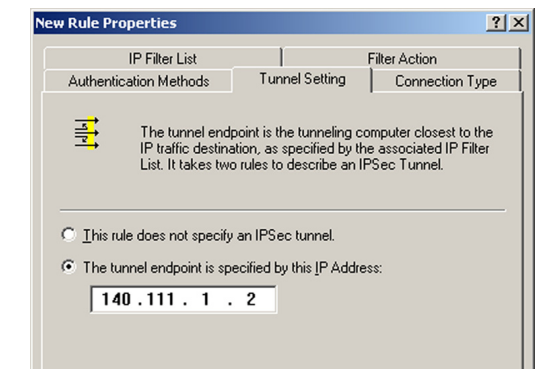 New Rule Properties
IP Filter List
Filter Action
Authentication Methods
Tunnel Setting
Connection Type
The tunnel endpoint is the tunneling computer closest to the
IP traffic destination, as specified by the associated IP Filter
List. It takes two rules to describe an IPSec Tunnel.
This rule does not specify an IPSec tunnel.
The tunnel endpoint is specified by this IP Address:
140 . 111 . 1 . 2